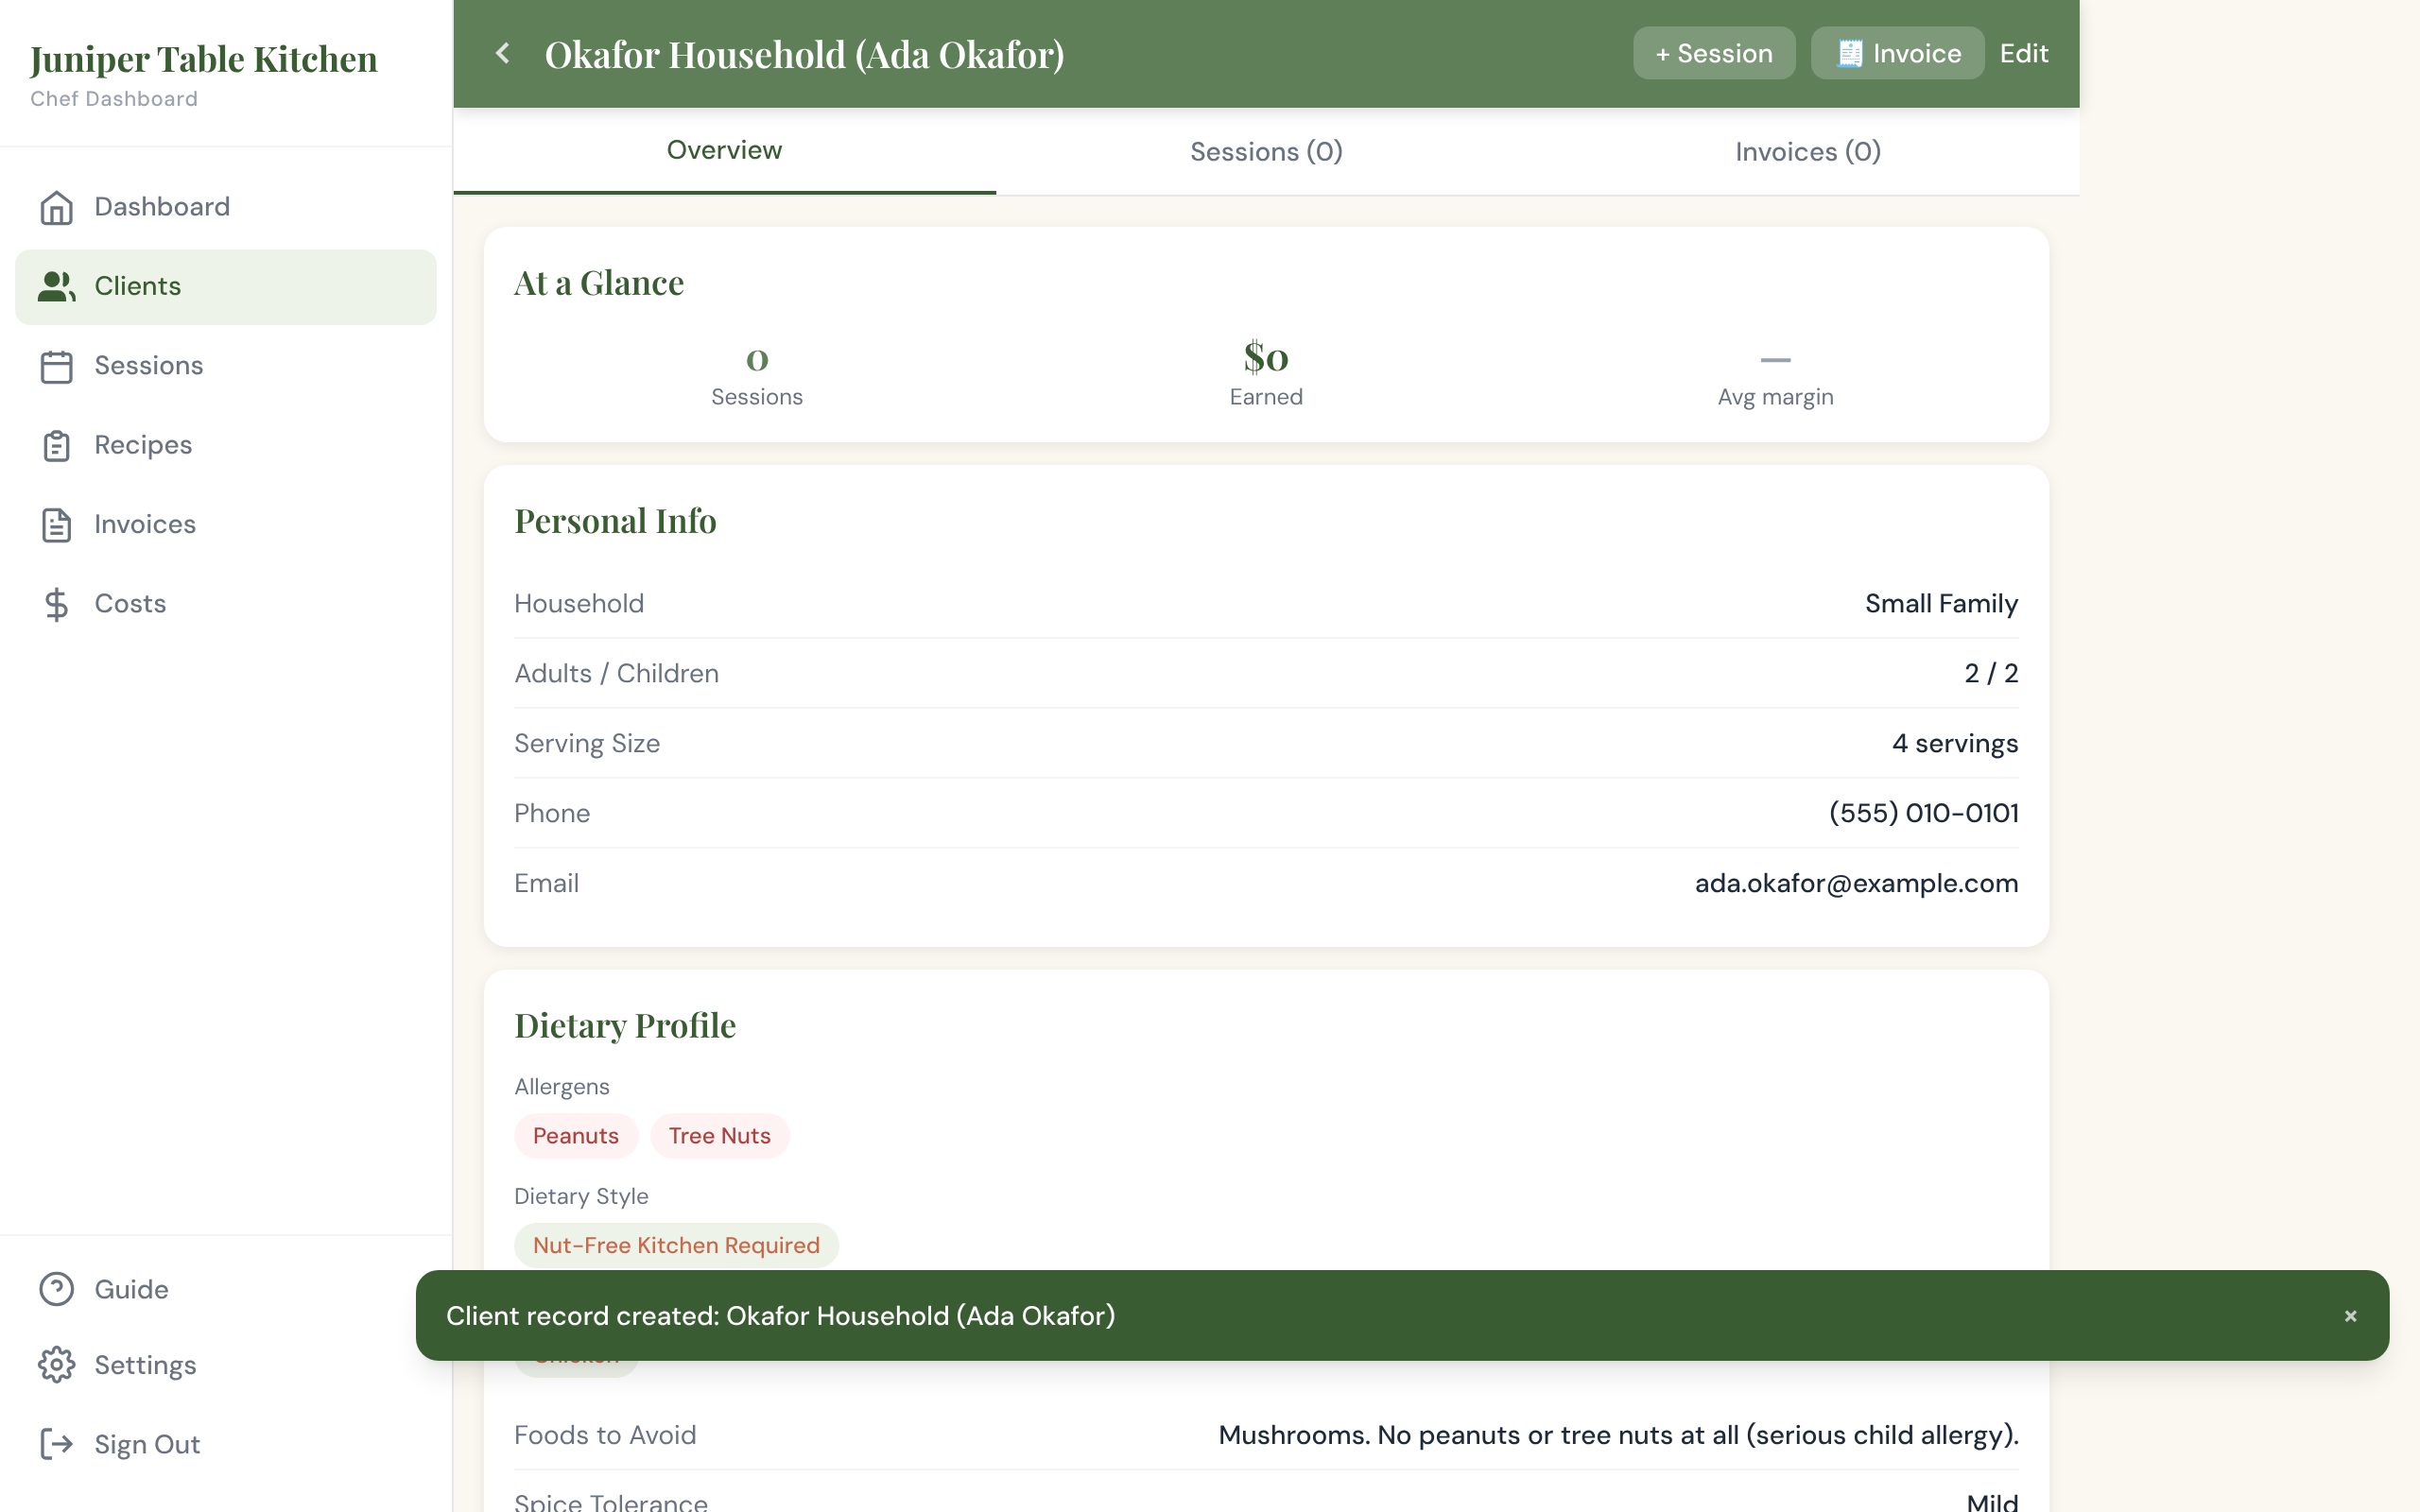 Juniper Table Kitchen
Chef Dashboard
Dashboard
Clients
Sessions
Recipes
Invoices
Costs
Guide
Settings
Sign Out
Okafor Household (Ada Okafor)
+ Session
Invoice
Edit
Overview
Sessions (0)
Invoices (0)
At a Glance
0
Sessions
$0
Earned
—
Avg margin
Personal Info
Household
Small Family
Adults / Children
2 / 2
Serving Size
4 servings
Phone
(555) 010-0101
Email
ada.okafor@example.com
Dietary Profile
Allergens
Peanuts
Tree Nuts
Dietary Style
Nut-Free Kitchen Required
Client record created: Okafor Household (Ada Okafor)
×
Foods to Avoid
Mushrooms. No peanuts or tree nuts at all (serious child allergy).
Spice Tolerance
Mild